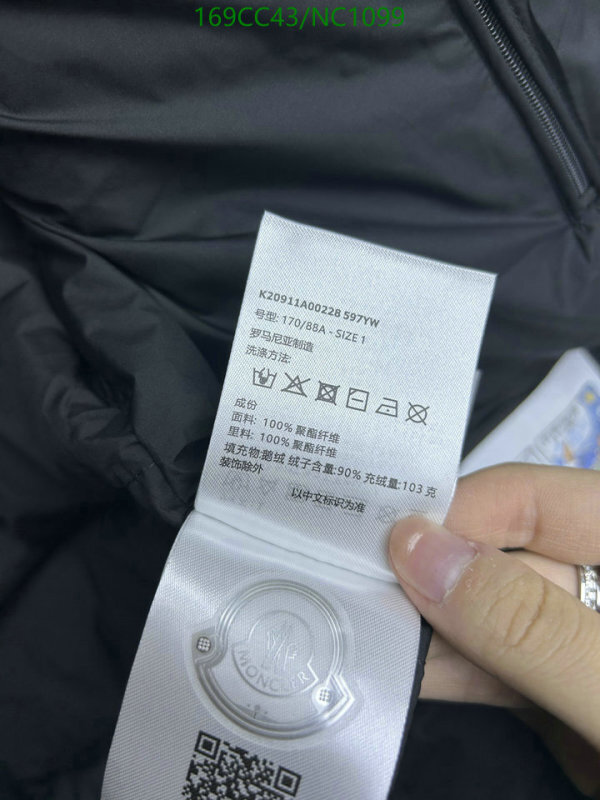 169CC43/NC1099
K20911A00228 597YW
号型: 170/88A - SIZE 1
罗马尼亚制造
洗涤方法:
成份
面料: 100% 聚酯纤维
里料: 100% 聚酯纤维
填充物:鹅绒 绒子含量:90% 充绒量:103 克
装饰除外
以中文标识为准
MONCLER